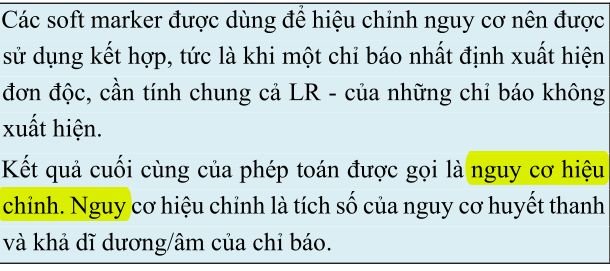 Các soft marker được dùng để hiệu chỉnh nguy cơ nên được
sử dụng kết hợp, tức là khi một chỉ báo nhất định xuất hiện
đơn độc, cần tính chung cả LR - của những chỉ báo không
xuất hiện.
Kết quả cuối cùng của phép toán được gọi là nguy cơ hiệu
chỉnh. Nguy cơ hiệu chỉnh là tích số của nguy cơ huyết thanh
và khả dĩ dương/âm của chỉ báo.